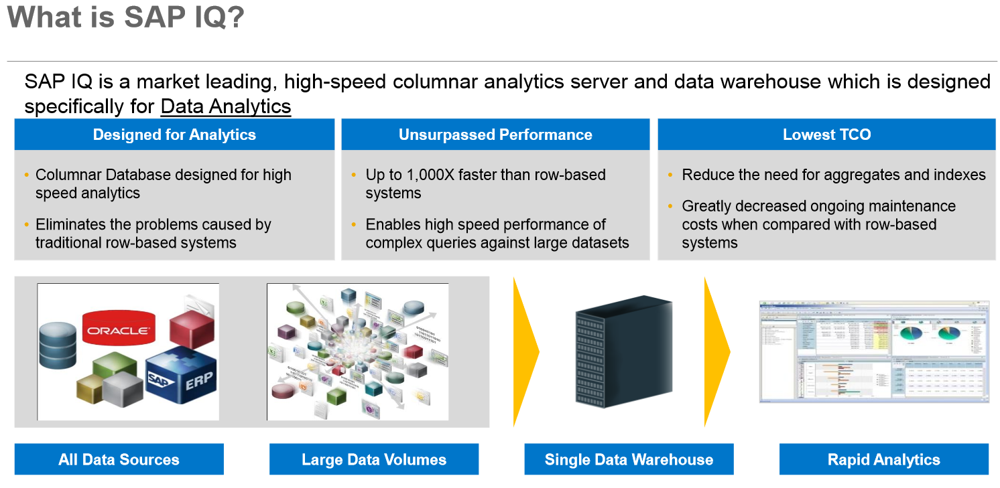 What is SAP IQ?
SAP IQ is a market leading, high-speed columnar analytics server and data warehouse which is designed
specifically for Data Analytics
Designed for Analytics
• Columnar Database designed for high
speed analytics
• Eliminates the problems caused by
traditional row-based systems
Unsurpassed Performance
• Up to 1,000X faster than row-based
systems
• Enables high speed performance of
complex queries against large datasets
Lowest TCO
• Reduce the need for aggregates and indexes
• Greatly decreased ongoing maintenance
costs when compared with row-based
systems
ORACLE
SAP ERP
All Data Sources
Large Data Volumes
Single Data Warehouse
Rapid Analytics